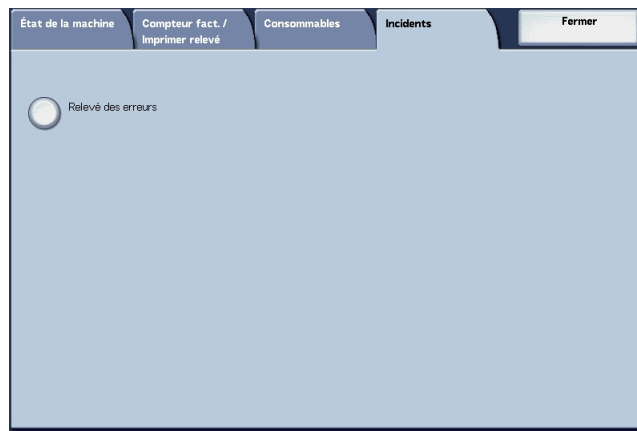 État de la machine
Compteur fact. /
Imprimer relevé
Consommables
Incidents
Fermer
Relevé des erreurs